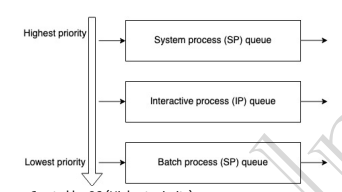 Highest priority
System process (SP) queue
Interactive process (IP) queue
Lowest priority
Batch process (SP) queue